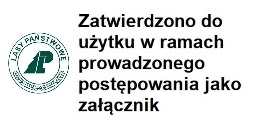 LASY PAŃSTWOWE
Zatwierdzono do
użytku w ramach
prowadzonego
postępowania jako
załącznik